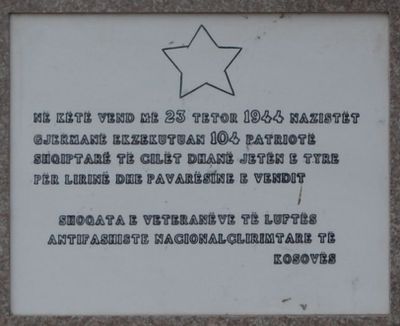 NË KËTË VEND MË 23 TETOR 1944 NAZISTËT
GJERMANË EKZEKUTUAN 104 PATRIOTË
SHQIPTARË TË CILËT DHANË JETËN E TYRE
PËR LIRINË DHE PAVARËSINË E VENDIT
SHOQATA E VETERANËVE TË LUFTËS
ANTIFASHISTE NACIONALÇLIRIMTARE TË
KOSOVËS